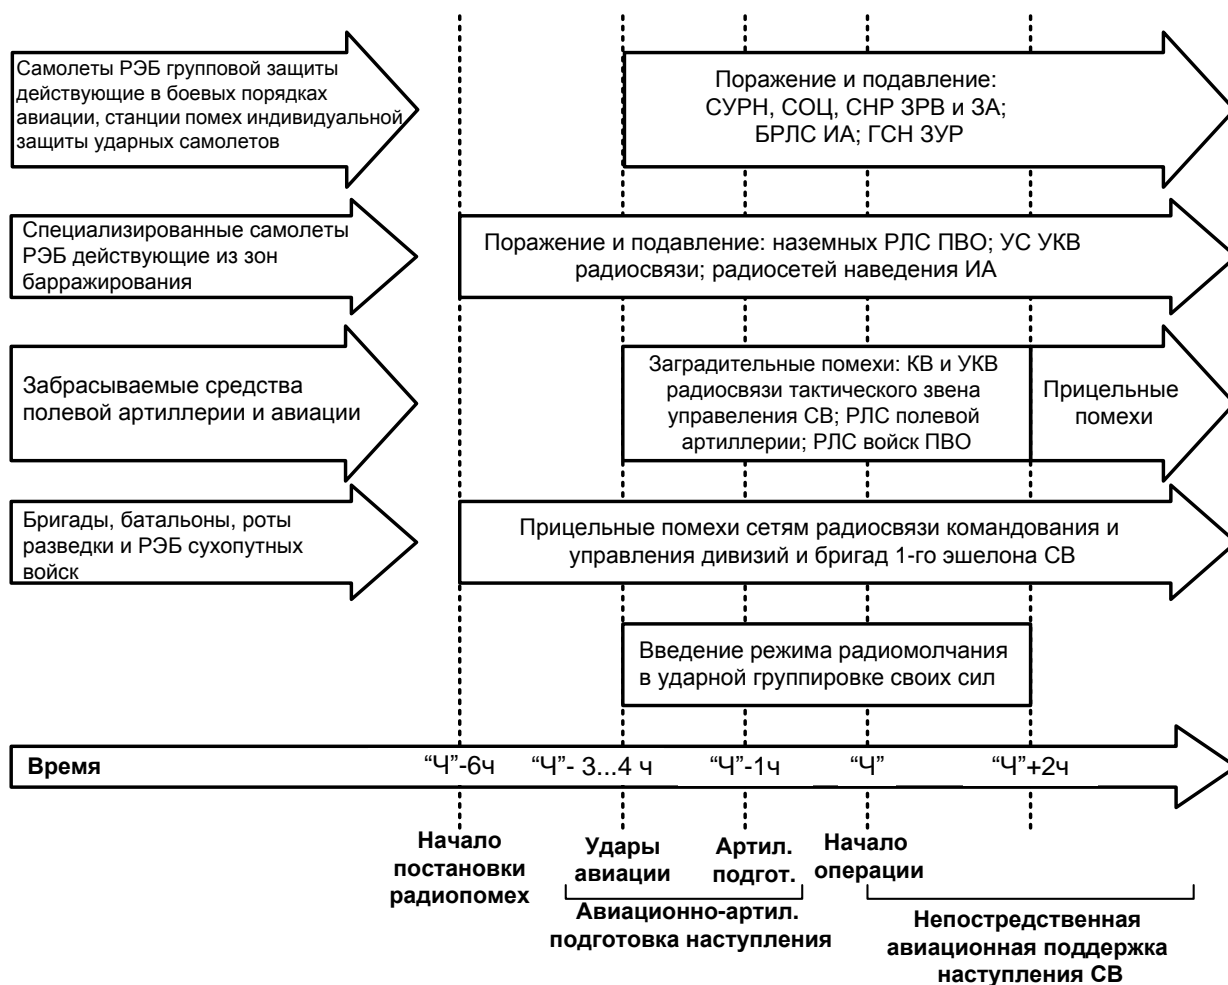 Самолеты РЭБ групповой защиты
действующие в боевых порядках
авиации, станции помех индивидуальной
защиты ударных самолетов
Поражение и подавление:
СУРН, СОЦ, СНР ЗРВ и ЗА;
БРЛС ИА; ГСН ЗУР
Специализированные самолеты
РЭБ действующие из зон
барражирования
Поражение и подавление: наземных РЛС ПВО; УС УКВ
радиосвязи; радиосетей наведения ИА
Забрасываемые средства
полевой артиллерии и авиации
Заградительные помехи: КВ и УКВ
радиосвязи тактического звена
управеления СВ; РЛС полевой
артиллерии; РЛС войск ПВО
Прицельные
помехи
Бригады, батальоны, роты
разведки и РЭБ сухопутных
войск
Прицельные помехи сетям радиосвязи командования и
управления дивизий и бригад 1-го эшелона СВ
Введение режима радиомолчания
в ударной группировке своих сил
Время
“Ч”-6ч
“Ч”- 3...4 ч
“Ч”-1ч
“Ч”
“Ч”+2ч
Начало
постановки
радиопомех
Удары
авиации
Артил.
подгот.
Начало
операции
Авиационно-артил.
подготовка наступления
Непостредственная
авиационная поддержка
наступления СВ